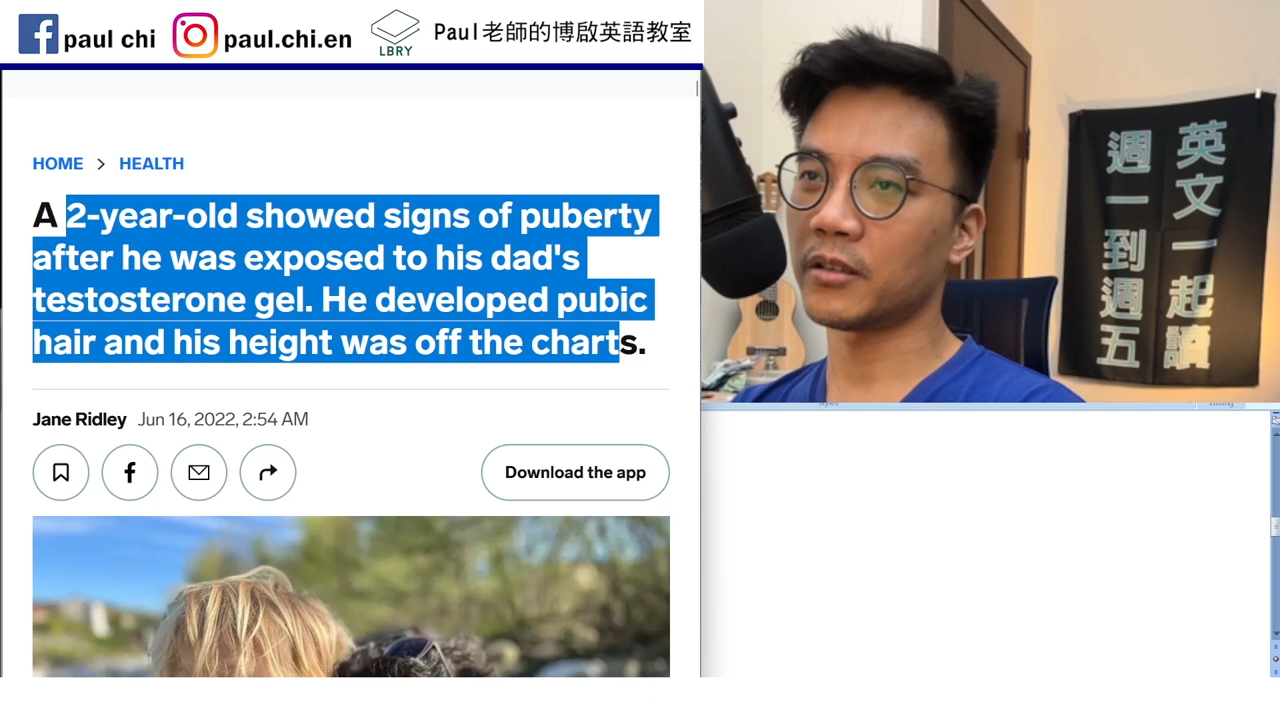 paul chi
paul.chi.en
LBRY
Paul老師的博啟英語教室
HOME > HEALTH
A 2-year-old showed signs of puberty
after he was exposed to his dad's
testosterone gel. He developed pubic
hair and his height was off the charts.
Jane Ridley Jun 16, 2022, 2:54 AM
Download the app
英文一起讀
週一到週五